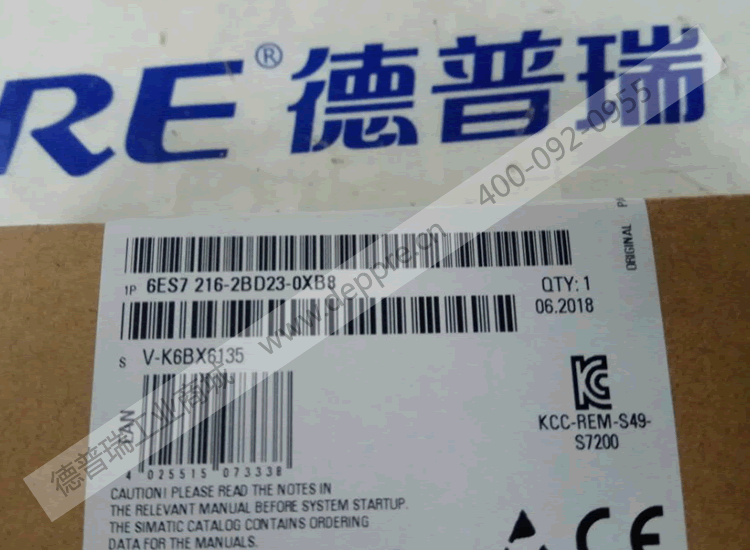 RE®德普瑞
400-092-0955
www.deppre.cn
德普瑞工业商城
ORIGINAL
1P 6ES7 216-2BD23-0XB8
QTY: 1
06.2018
S V-K6BX6135
EAN
4 025515 073338
KCC-REM-S49-
S7200
CAUTION! PLEASE READ THE NOTES IN
THE RELEVANT MANUAL BEFORE SYSTEM STARTUP.
THE SIMATIC CATALOG CONTAINS ORDERING
DATA FOR THE MANUALS.
CE